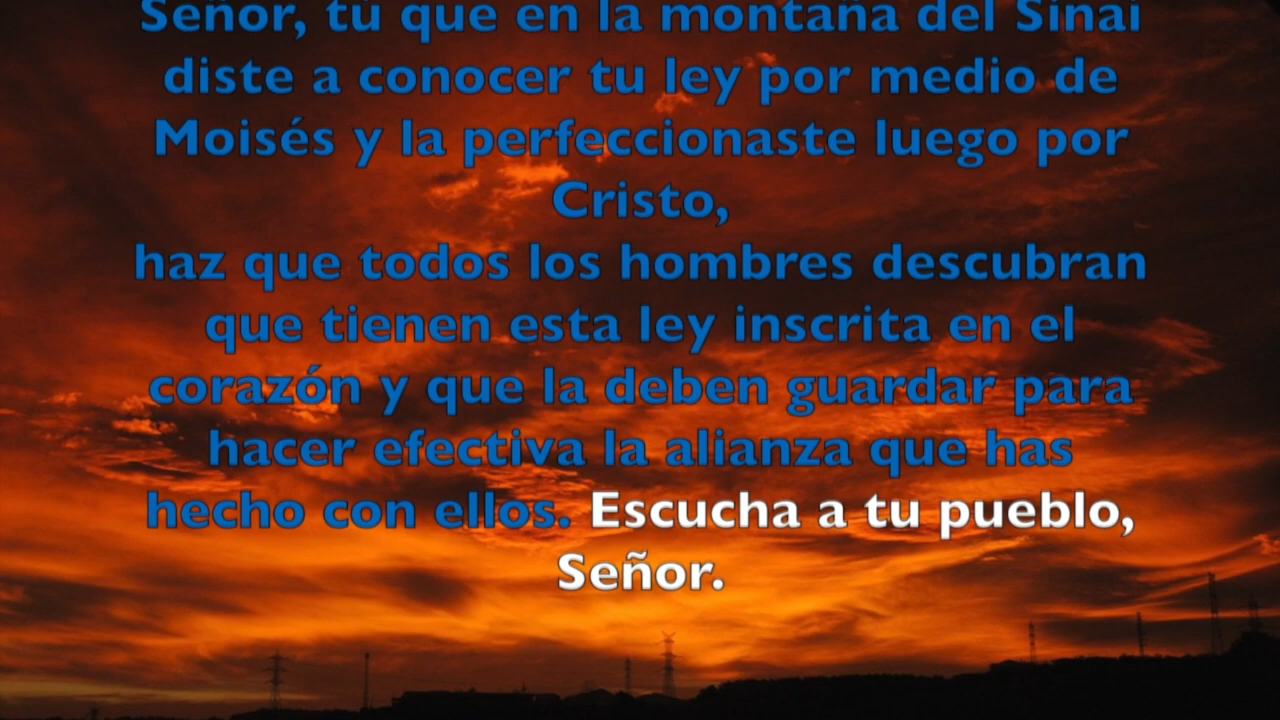 Señor, tú que en la montaña del Sinaí
diste a conocer tu ley por medio de
Moisés y la perfeccionaste luego por
Cristo,
haz que todos los hombres descubran
que tienen esta ley inscrita en el
corazón y que la deben guardar para
hacer efectiva la alianza que has
hecho con ellos. Escucha a tu pueblo,
Señor.